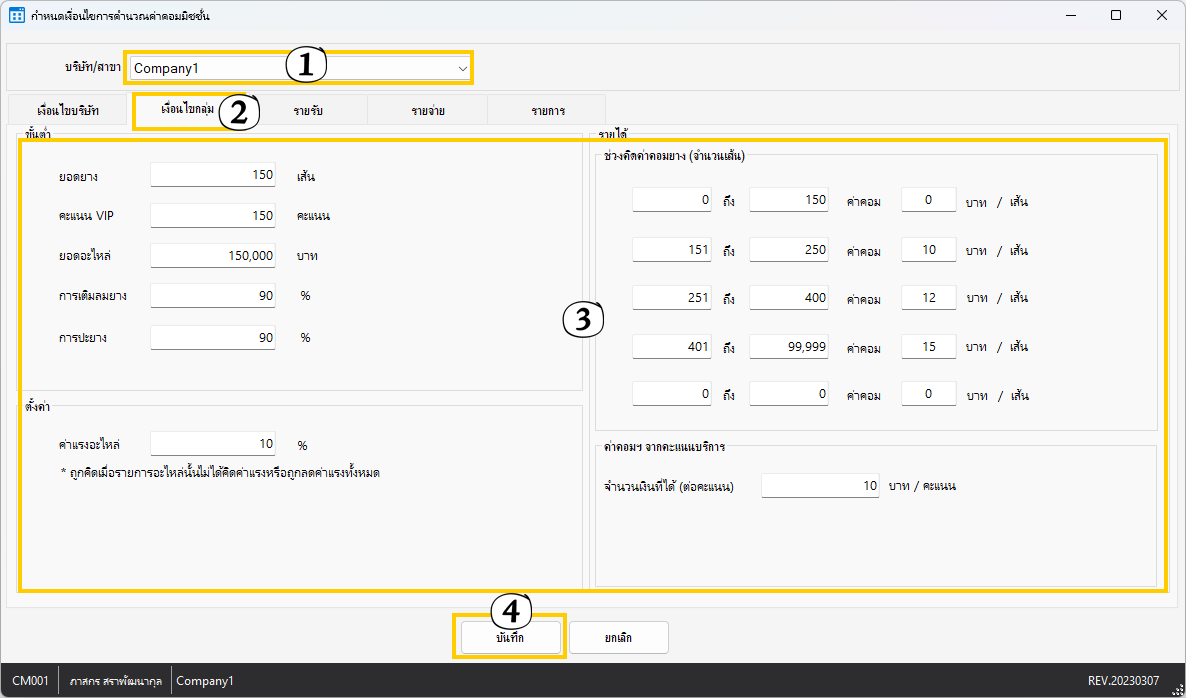 กำหนดเงื่อนไขการคำนวณค่าคอมมิชชั่น
บริษัท/สาขา Company1 1
เงื่อนไขบริษัท เงื่อนไขกลุ่ม 2 รายรับ รายจ่าย รายการ
ขั้นต่ำ
ยอดยาง 150 เส้น
คะแนน VIP 150 คะแนน
ยอดอะไหล่ 150,000 บาท
การเติมลมยาง 90 %
การปะยาง 90 %
ตั้งค่า
ค่าแรงอะไหล่ 10 %
* ถูกคิดเมื่อรายการอะไหล่นั้นไม่ได้คิดค่าแรงหรือถูกลดค่าแรงทั้งหมด
3
รายได้
ช่วงคิดค่าคอมยาง (จำนวนเส้น)
0 ถึง 150 ค่าคอม 0 บาท / เส้น
151 ถึง 250 ค่าคอม 10 บาท / เส้น
251 ถึง 400 ค่าคอม 12 บาท / เส้น
401 ถึง 99,999 ค่าคอม 15 บาท / เส้น
0 ถึง 0 ค่าคอม 0 บาท / เส้น
ค่าคอมฯ จากคะแนนบริการ
จำนวนเงินที่ได้ (ต่อคะแนน) 10 บาท / คะแนน
4
บันทึก ยกเลิก
CM001 ภาสกร สราพัฒนากุล Company1 REV.20230307